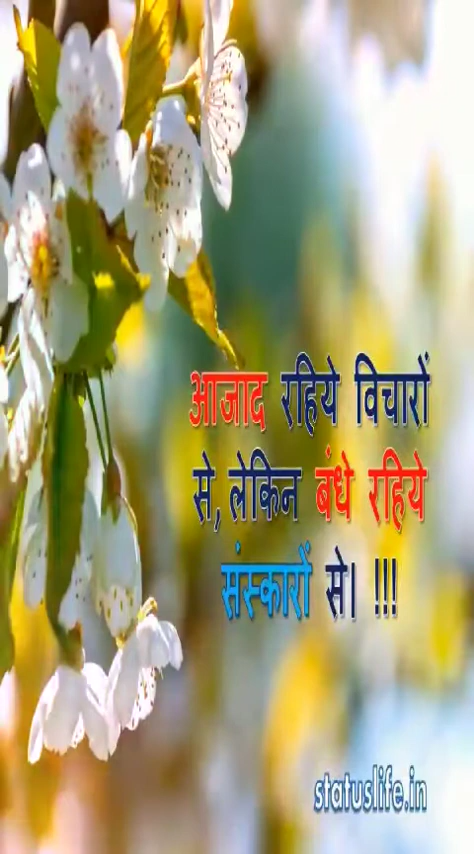 आजाद रहिये विचारों
से, लेकिन बंधे रहिये
संस्कारों से। !!!
statuslife.in